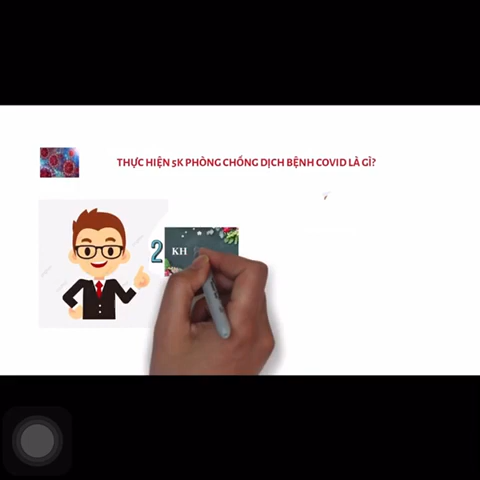 THỰC HIỆN 5K PHÒNG CHỐNG DỊCH BỆNH COVID LÀ GÌ?
2
KH